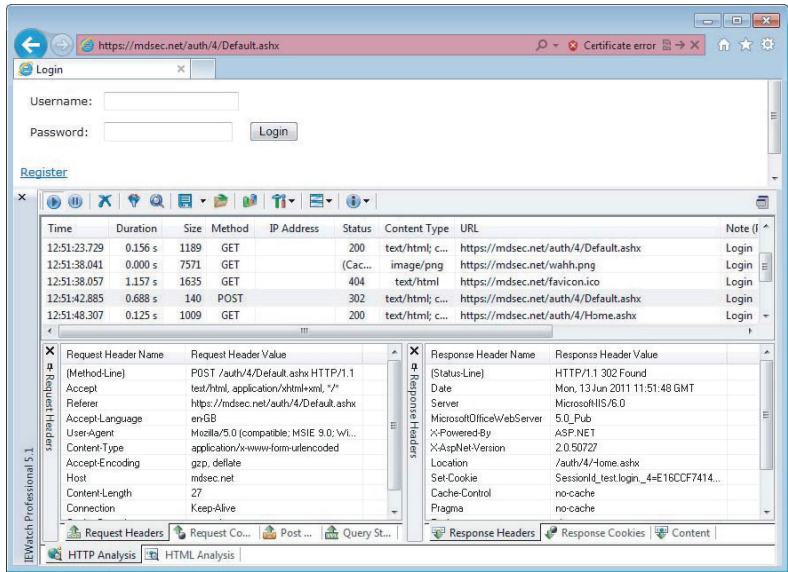 https://mdsec.net/auth/4/Default.ashx
Certificate error
Login
Username:
Password:
Login
Register
Time Duration Size Method IP Address Status Content Type URL Note (
12:51:23.729 0.156 s 1189 GET 200 text/html; c... https://mdsec.net/auth/4/Default.ashx Login
12:51:38.041 0.000 s 7571 GET (Cac... image/png https://mdsec.net/wahh.png Login
12:51:38.057 1.157 s 1635 GET 404 text/html https://mdsec.net/favicon.ico Login
12:51:42.885 0.688 s 140 POST 302 text/html; c... https://mdsec.net/auth/4/Default.ashx Login
12:51:48.307 0.125 s 1009 GET 200 text/html; c... https://mdsec.net/auth/4/Home.ashx Login
Request Headers
Request Header Name Request Header Value
(Method-Line) POST /auth/4/Default.ashx HTTP/1.1
Accept text/html, application/xhtml+xml, */*
Referer https://mdsec.net/auth/4/Default.ashx
Accept-Language en-GB
User-Agent Mozilla/5.0 (compatible; MSIE 9.0; Wi...
Content-Type application/x-www-form-urlencoded
Accept-Encoding gzip, deflate
Host mdsec.net
Content-Length 27
Connection Keep-Alive
Response Headers
Response Header Name Response Header Value
(Status-Line) HTTP/1.1 302 Found
Date Mon, 13 Jun 2011 11:51:48 GMT
Server Microsoft-IIS/6.0
MicrosoftOfficeWebServer 5.0_Pub
X-Powered-By ASP.NET
X-AspNet-Version 2.0.50727
Location /auth/4/Home.ashx
Set-Cookie SessionId_test.login._4=E16CCF7414...
Cache-Control no-cache
Pragma no-cache
Request Headers Request Co... Post ... Query St...
Response Headers Response Cookies Content
HTTP Analysis HTML Analysis
IEWatch Professional 5.1